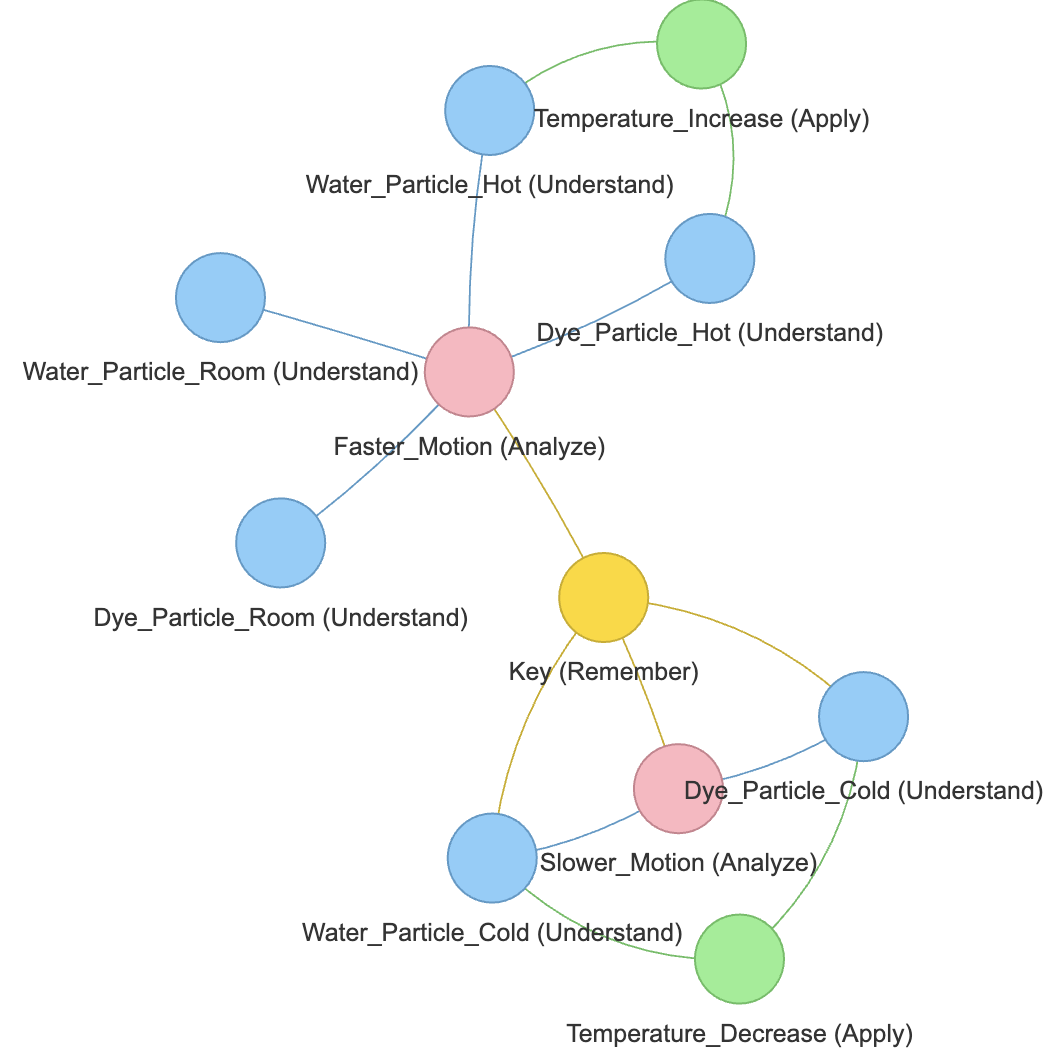 Temperature_Increase (Apply)
Water_Particle_Hot (Understand)
Dye_Particle_Hot (Understand)
Water_Particle_Room (Understand)
Faster_Motion (Analyze)
Dye_Particle_Room (Understand)
Key (Remember)
Dye_Particle_Cold (Understand)
Slower_Motion (Analyze)
Water_Particle_Cold (Understand)
Temperature_Decrease (Apply)